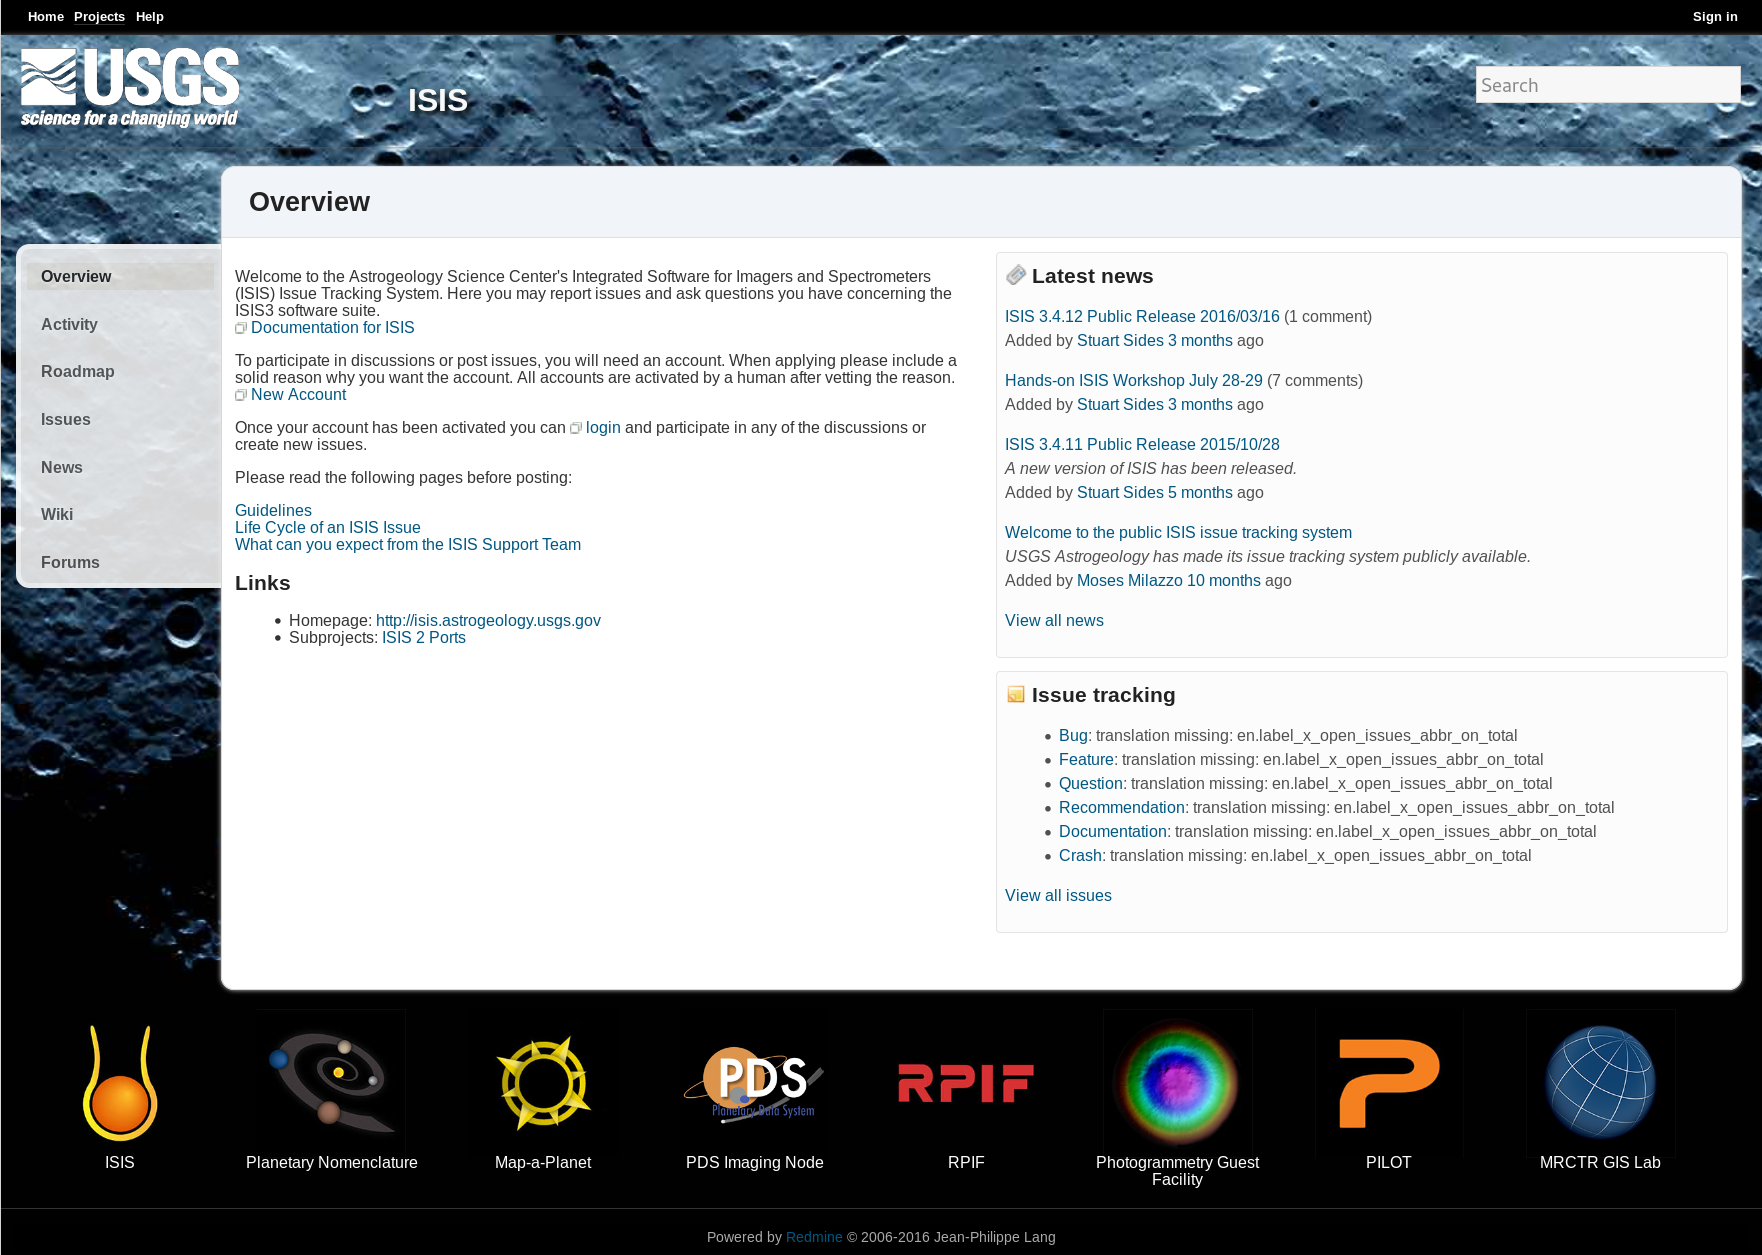 Home Projects Help
Sign in
USGS
science for a changing world
ISIS
Search
Overview
Overview
Activity
Roadmap
Issues
News
Wiki
Forums
Welcome to the Astrogeology Science Center's Integrated Software for Imagers and Spectrometers
(ISIS) Issue Tracking System. Here you may report issues and ask questions you have concerning the
ISIS3 software suite.
Documentation for ISIS
To participate in discussions or post issues, you will need an account. When applying please include a
solid reason why you want the account. All accounts are activated by a human after vetting the reason.
New Account
Once your account has been activated you can login and participate in any of the discussions or
create new issues.
Please read the following pages before posting:
Guidelines
Life Cycle of an ISIS Issue
What can you expect from the ISIS Support Team
Links
Homepage: http://isis.astrogeology.usgs.gov
Subprojects: ISIS 2 Ports
Latest news
ISIS 3.4.12 Public Release 2016/03/16 (1 comment)
Added by Stuart Sides 3 months ago
Hands-on ISIS Workshop July 28-29 (7 comments)
Added by Stuart Sides 3 months ago
ISIS 3.4.11 Public Release 2015/10/28
A new version of ISIS has been released.
Added by Stuart Sides 5 months ago
Welcome to the public ISIS issue tracking system
USGS Astrogeology has made its issue tracking system publicly available.
Added by Moses Milazzo 10 months ago
View all news
Issue tracking
Bug: translation missing: en.label_x_open_issues_abbr_on_total
Feature: translation missing: en.label_x_open_issues_abbr_on_total
Question: translation missing: en.label_x_open_issues_abbr_on_total
Recommendation: translation missing: en.label_x_open_issues_abbr_on_total
Documentation: translation missing: en.label_x_open_issues_abbr_on_total
Crash: translation missing: en.label_x_open_issues_abbr_on_total
View all issues
PDS
Planetary Data System
RPIF
ISIS
Planetary Nomenclature
Map-a-Planet
PDS Imaging Node
RPIF
Photogrammetry Guest
Facility
PILOT
MRCTR GIS Lab
Powered by Redmine © 2006-2016 Jean-Philippe Lang